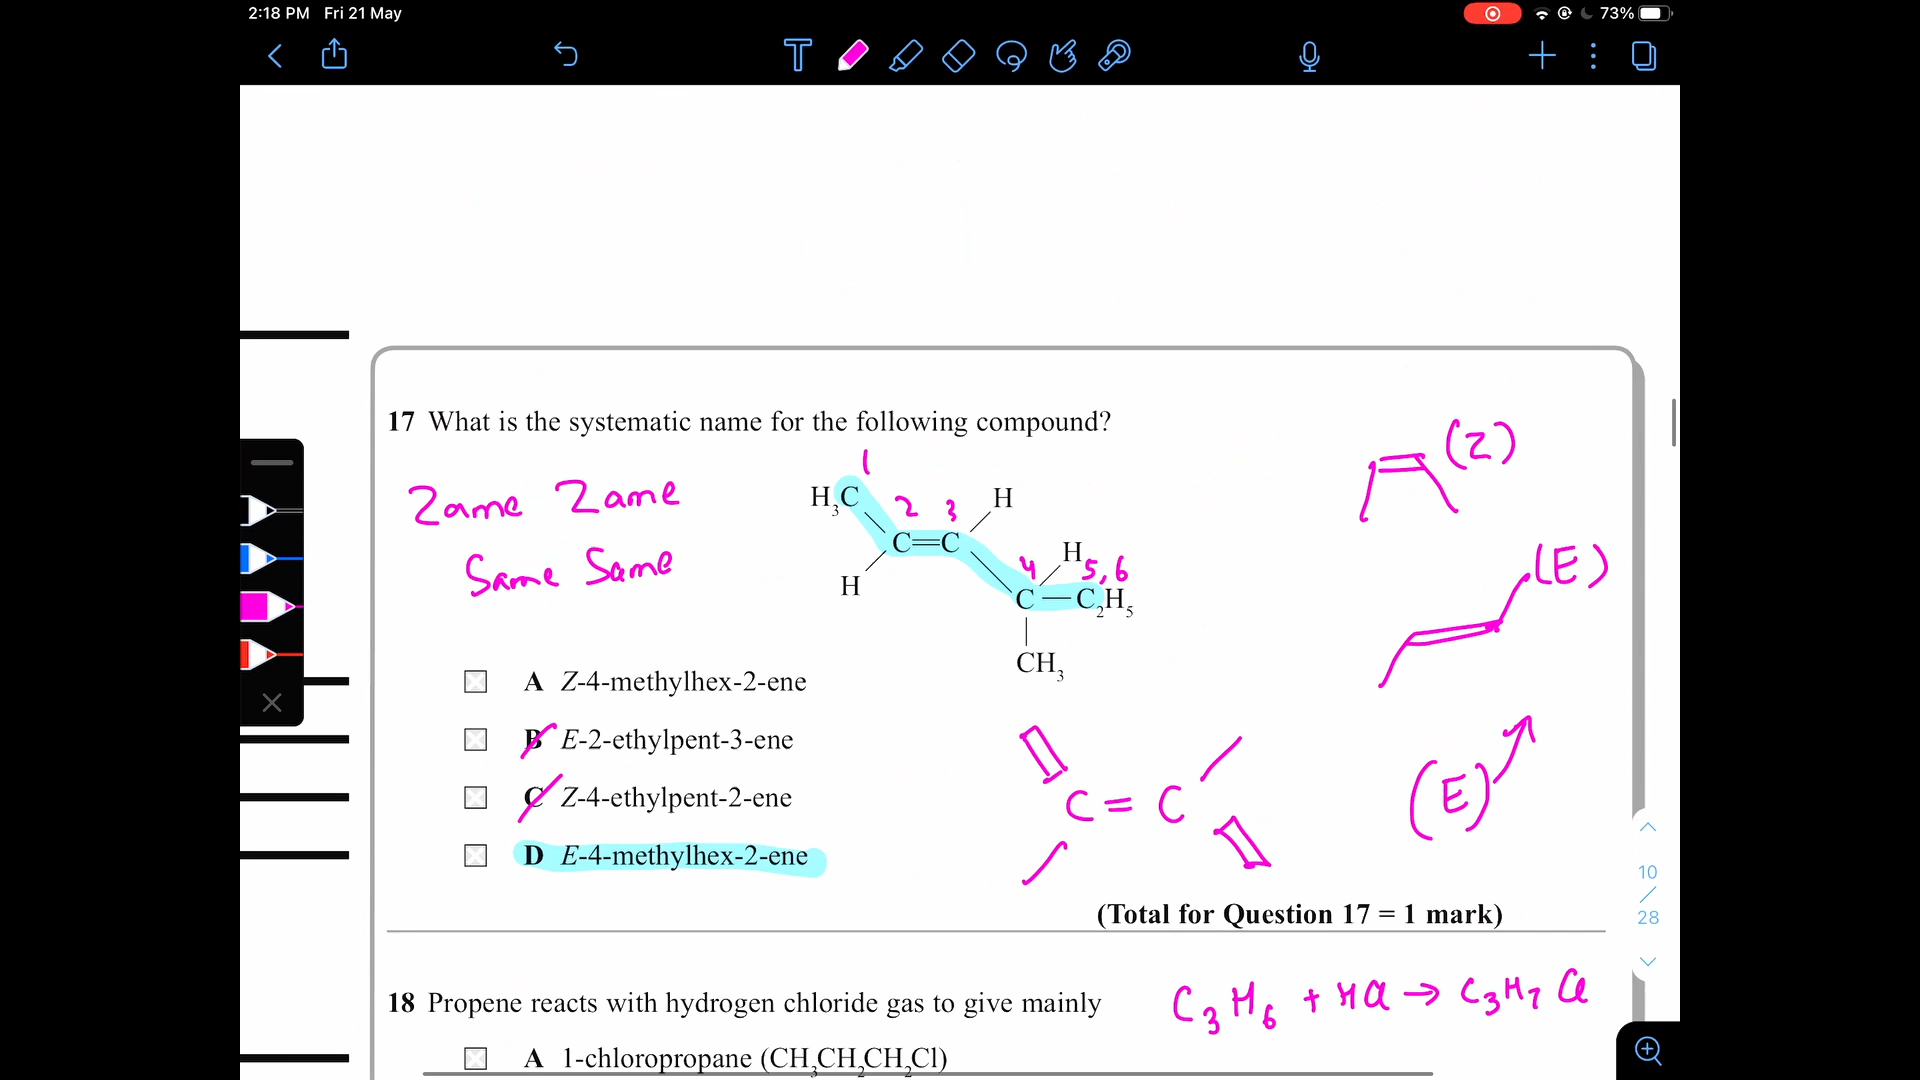 2:18 PM Fri 21 May
73%
T
17 What is the systematic name for the following compound?
(Z)
Zame Zame
Same Same
1
H₃C
2 3
H
C=C
H
H
4
5,6
C—C₂H₅
CH₃
(E)
A Z-4-methylhex-2-ene
B E-2-ethylpent-3-ene
C Z-4-ethylpent-2-ene
D E-4-methylhex-2-ene
C = C
(E)
(Total for Question 17 = 1 mark)
10
/
28
18 Propene reacts with hydrogen chloride gas to give mainly
C₃H₆ + HCl → C₃H₇Cl
A 1-chloropropane (CH₃CH₂CH₂Cl)